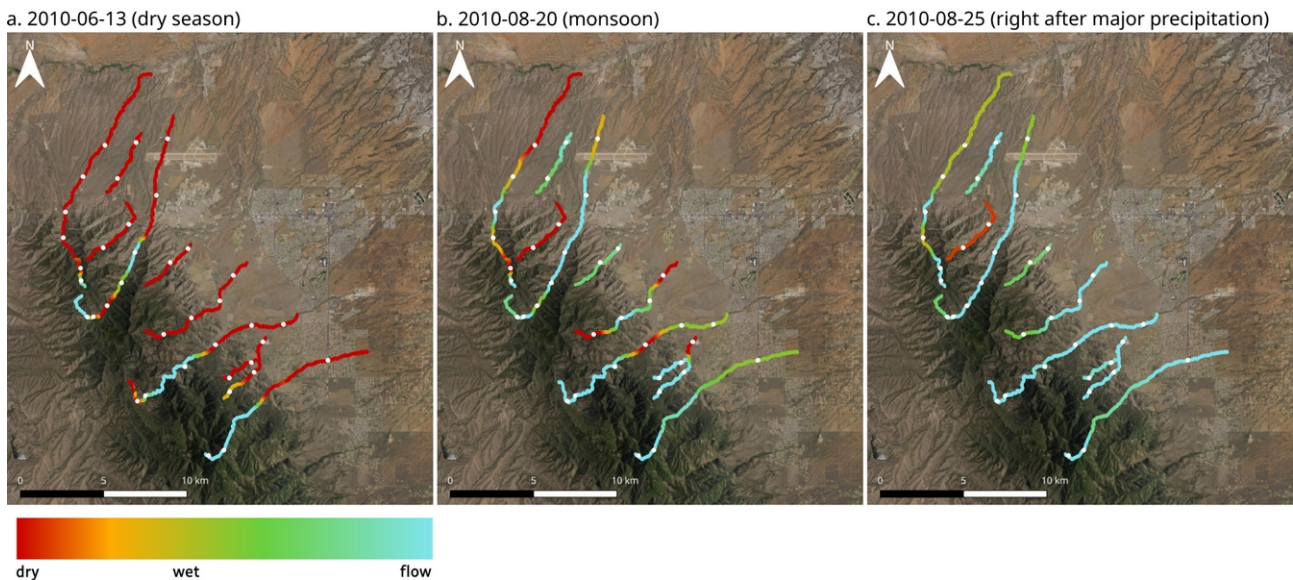 a. 2010-06-13 (dry season)
b. 2010-08-20 (monsoon)
c. 2010-08-25 (right after major precipitation)
N
N
N
0 5 10 km
0 5 10 km
0 5 10 km
dry wet flow